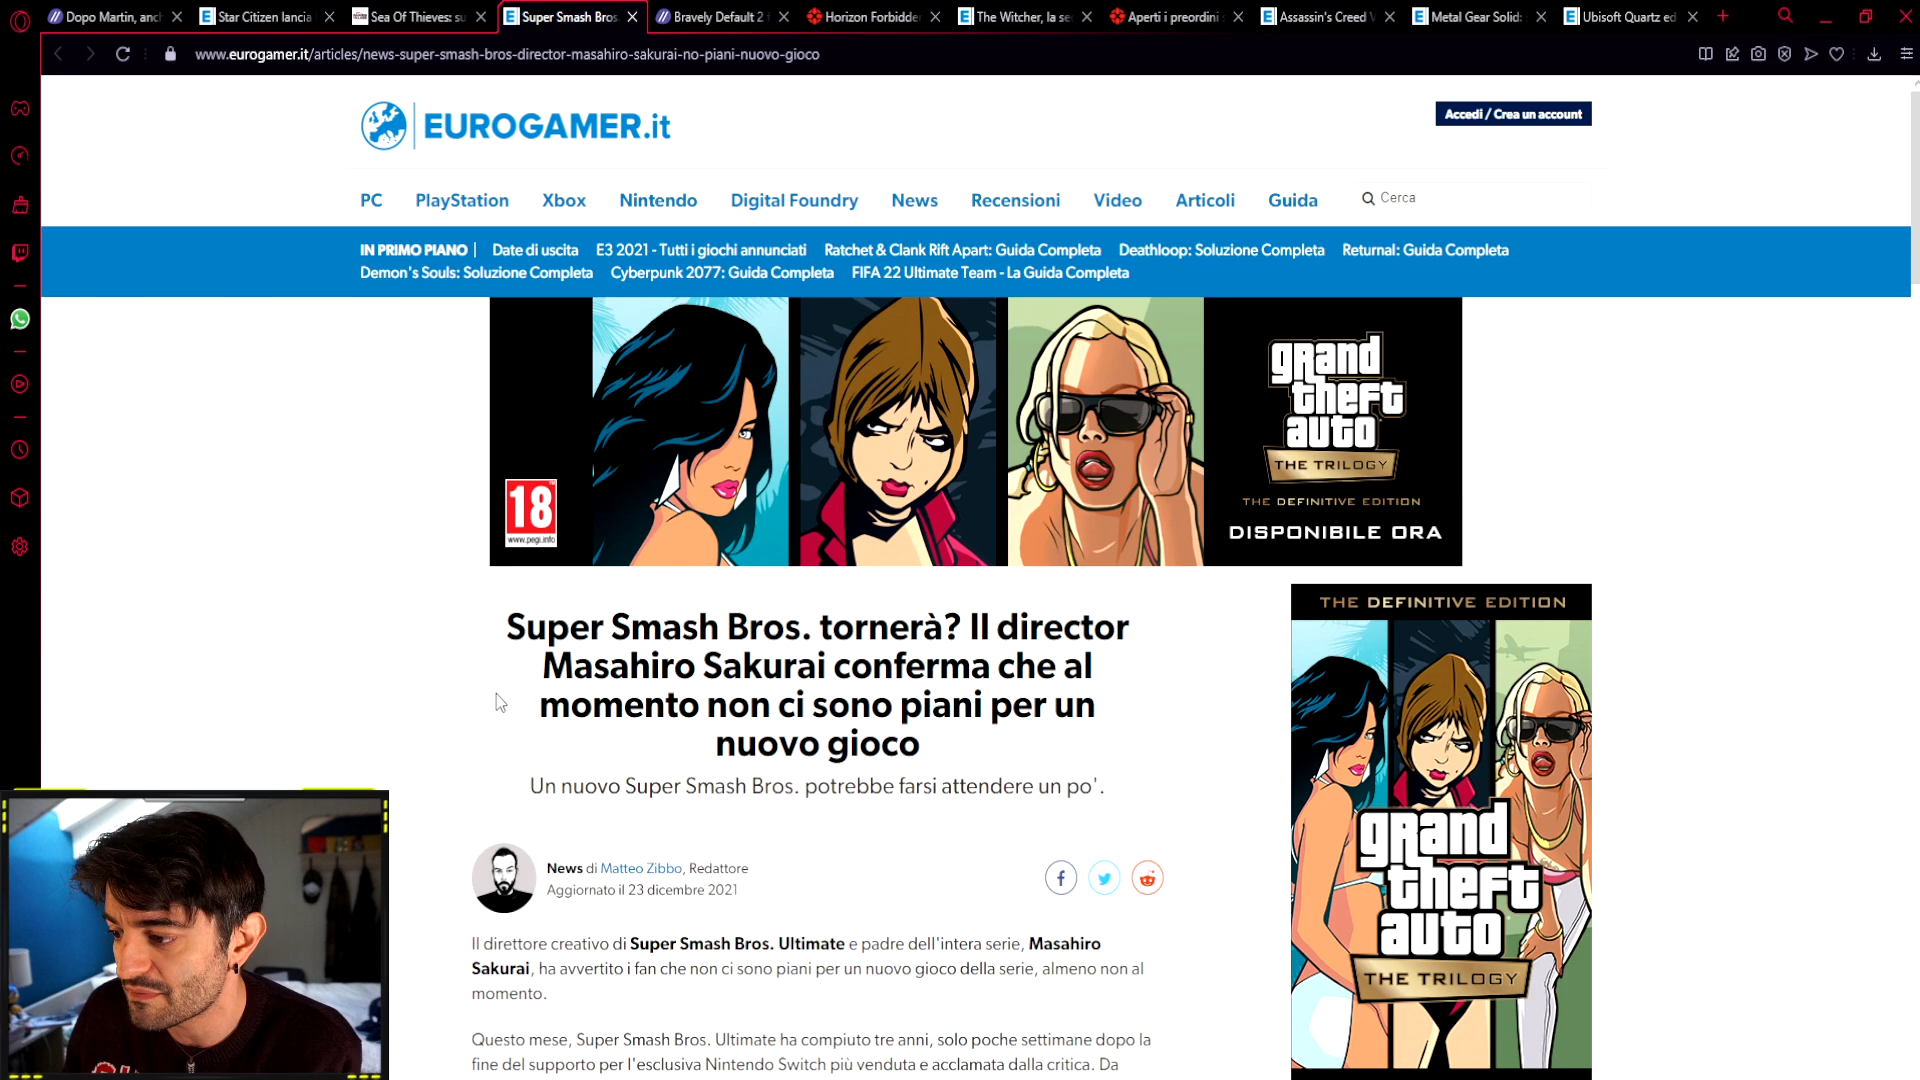 Dopo Martin, anch
Star Citizen lancia
Sea Of Thieves: su
Super Smash Bros.
Bravely Default 2
Horizon Forbidde
The Witcher, la se
Aperti i preordini
Assassin's Creed V
Metal Gear Solid:
Ubisoft Quartz ed
www.eurogamer.it/articles/news-super-smash-bros-director-masahiro-sakurai-no-piani-nuovo-gioco
EUROGAMER.it
Accedi / Crea un account
PC PlayStation Xbox Nintendo Digital Foundry News Recensioni Video Articoli Guida Cerca
IN PRIMO PIANO | Date di uscita E3 2021 - Tutti i giochi annunciati Ratchet & Clank Rift Apart: Guida Completa Deathloop: Soluzione Completa Returnal: Guida Completa
Demon's Souls: Soluzione Completa Cyberpunk 2077: Guida Completa FIFA 22 Ultimate Team - La Guida Completa
18
www.pegi.info
grand
theft
auto
THE TRILOGY
THE DEFINITIVE EDITION
DISPONIBILE ORA
Super Smash Bros. tornerà? Il director
Masahiro Sakurai conferma che al
momento non ci sono piani per un
nuovo gioco
Un nuovo Super Smash Bros. potrebbe farsi attendere un po'.
News di Matteo Zibbo, Redattore
Aggiornato il 23 dicembre 2021
Il direttore creativo di Super Smash Bros. Ultimate e padre dell'intera serie, Masahiro
Sakurai, ha avvertito i fan che non ci sono piani per un nuovo gioco della serie, almeno non al
momento.
Questo mese, Super Smash Bros. Ultimate ha compiuto tre anni, solo poche settimane dopo la
fine del supporto per l'esclusiva Nintendo Switch più venduta e acclamata dalla critica. Da
THE DEFINITIVE EDITION
grand
theft
auto
THE TRILOGY